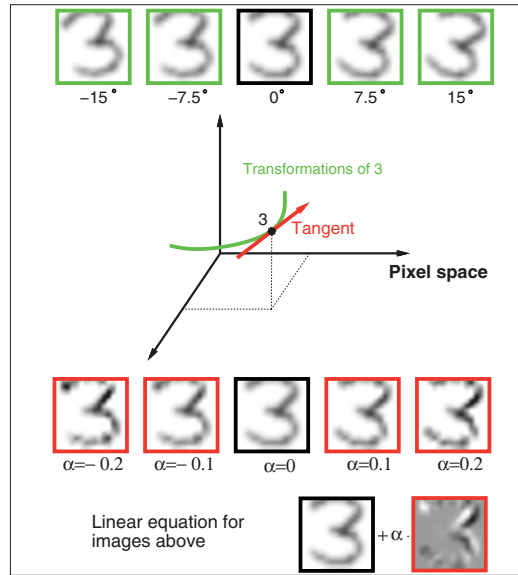 −15° −7.5° 0° 7.5° 15°
Transformations of 3
3
Tangent
Pixel space
α=− 0.2 α=− 0.1 α=0 α=0.1 α=0.2
Linear equation for
images above
+ α ·